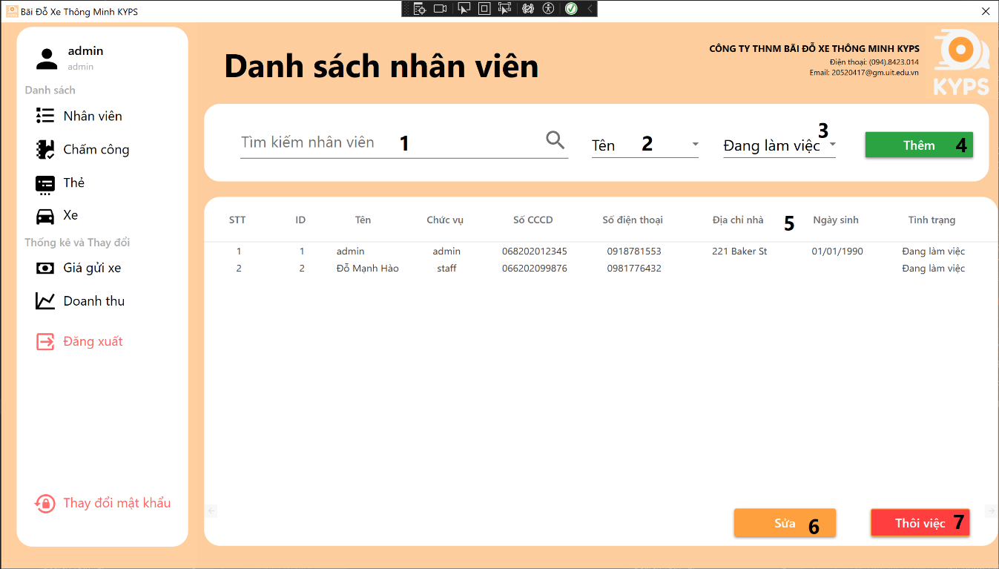 Bãi Đỗ Xe Thông Minh KYPS
admin
admin
Danh sách
Nhân viên
Chấm công
Thẻ
Xe
Thống kê và Thay đổi
Giá gửi xe
Doanh thu
Đăng xuất
Thay đổi mật khẩu
Danh sách nhân viên
CÔNG TY THNM BÃI ĐỖ XE THÔNG MINH KYPS
Điện thoại: (094).8423.014
Email: 20520417@gm.uit.edu.vn
KYPS
Tìm kiếm nhân viên 1 Tên 2 Đang làm việc 3 Thêm 4
STT ID Tên Chức vụ Số CCCD Số điện thoại Địa chỉ nhà 5 Ngày sinh Tình trạng
1 1 admin admin 068202012345 0918781553 221 Baker St 01/01/1990 Đang làm việc
2 2 Đỗ Mạnh Hào staff 066202099876 0981776432 Đang làm việc
Sửa 6 Thôi việc 7